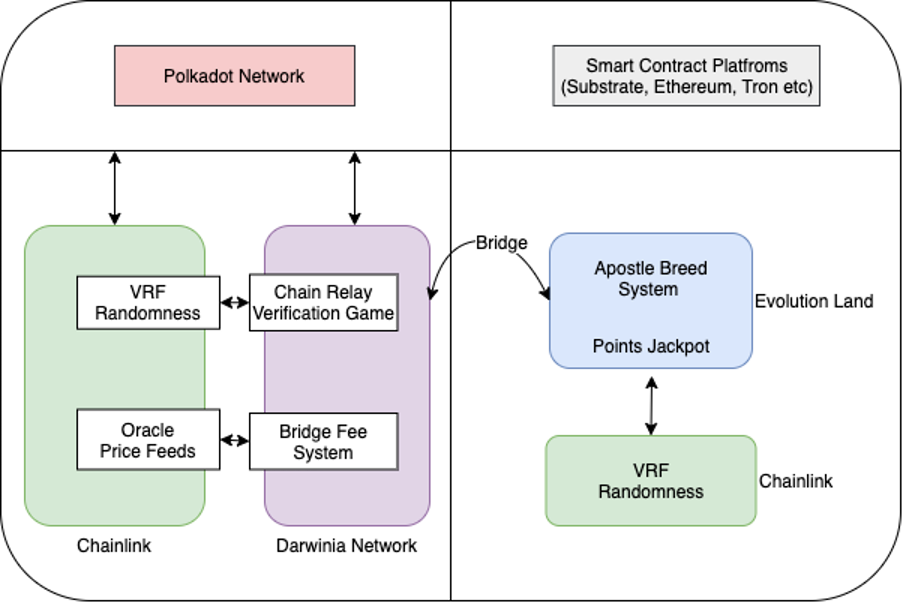 Polkadot Network
Smart Contract Platfroms
(Substrate, Ethereum, Tron etc)
VRF
Randomness
Chain Relay
Verification Game
Oracle
Price Feeds
Bridge Fee
System
Chainlink
Darwinia Network
Bridge
Apostle Breed
System
Points Jackpot
Evolution Land
VRF
Randomness
Chainlink